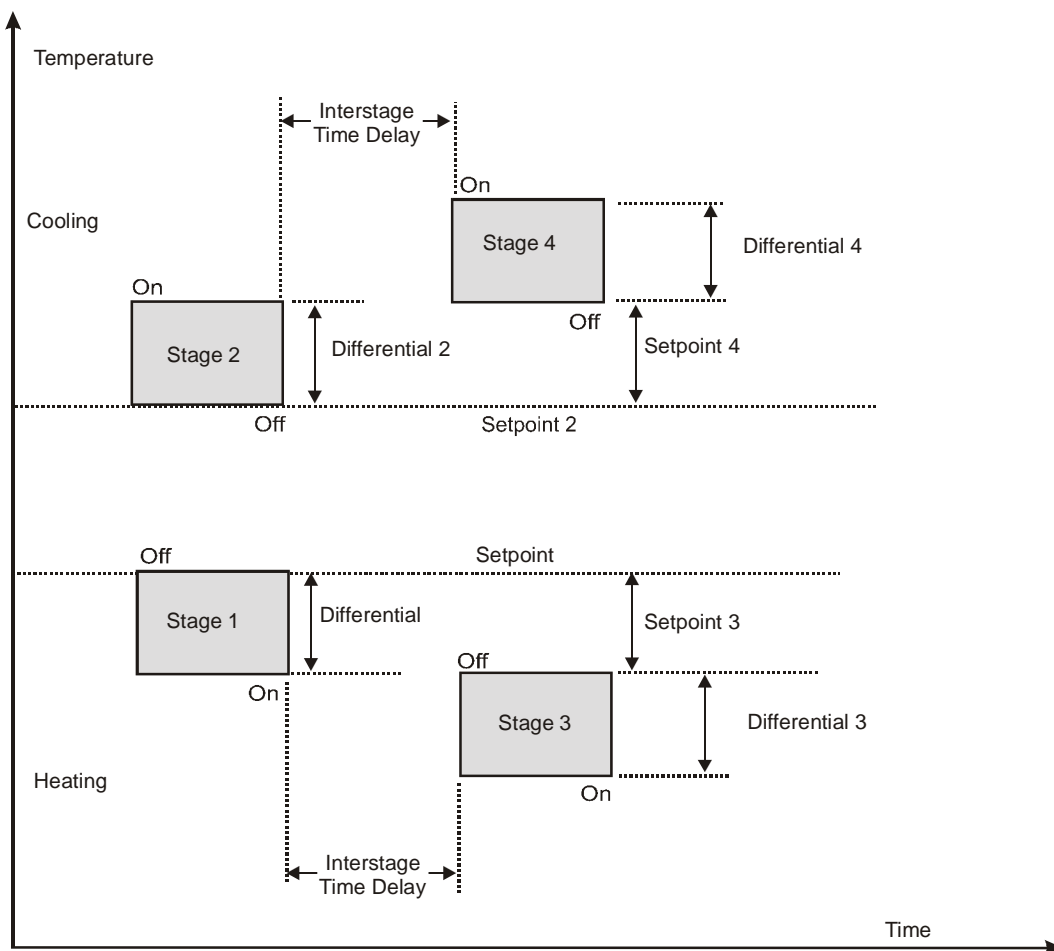 Temperature
Interstage
Time Delay
On
Cooling
Stage 4
Differential 4
On
Off
Stage 2
Differential 2
Setpoint 4
Off
Setpoint 2
Off
Setpoint
Stage 1
Differential
Setpoint 3
Off
On
Stage 3
Differential 3
Heating
On
Interstage
Time Delay
Time